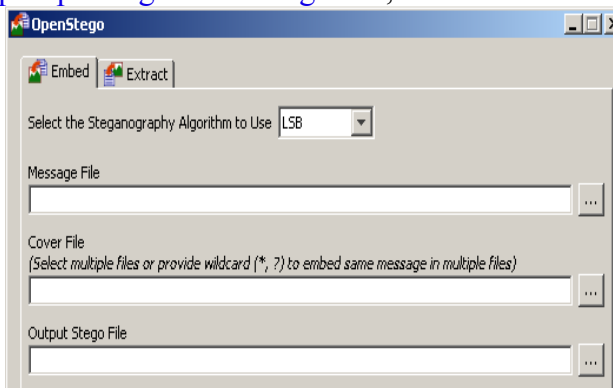 OpenStego
Embed Extract
Select the Steganography Algorithm to Use LSB
Message File
...
Cover File
(Select multiple files or provide wildcard (*, ?) to embed same message in multiple files)
...
Output Stego File
...